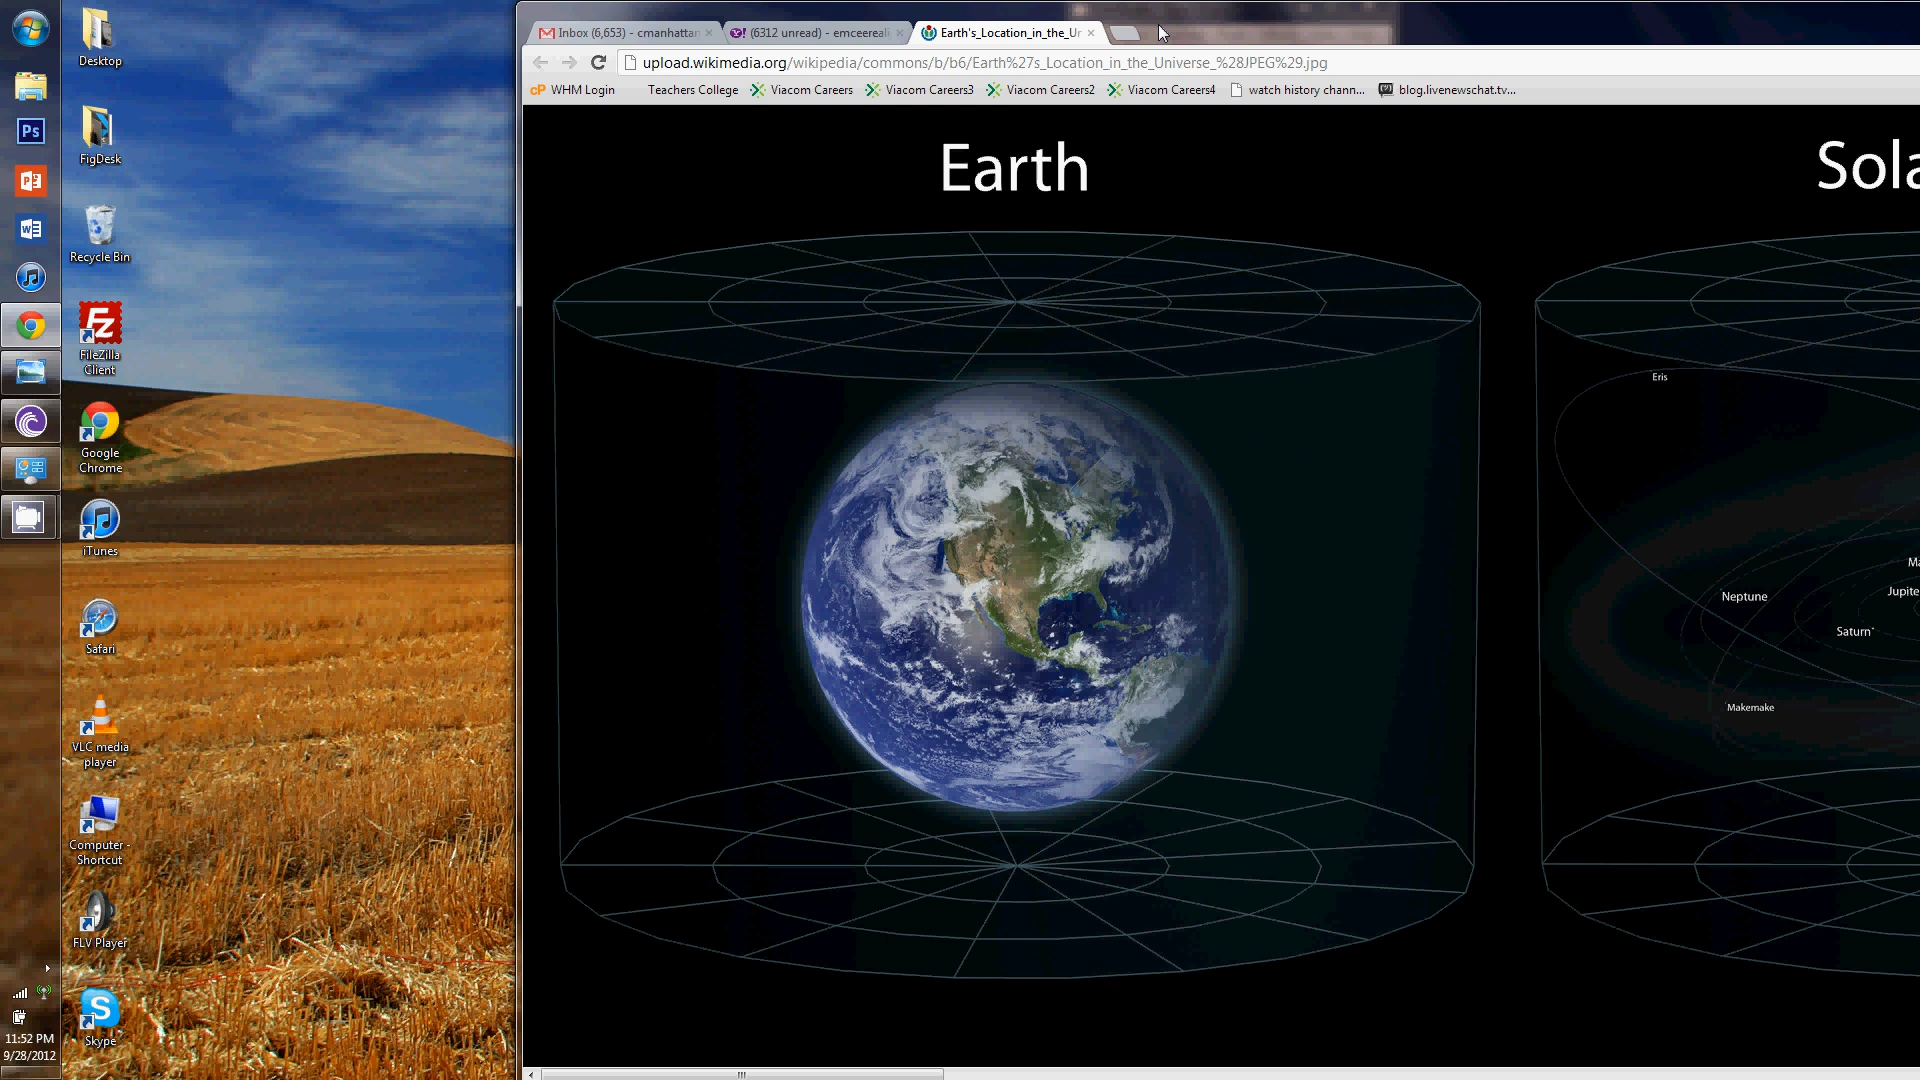 Desktop
FigDesk
Recycle Bin
FileZilla
Client
Google
Chrome
iTunes
Safari
VLC media
player
Computer -
Shortcut
FLV Player
Skype
Ps
P
W
11:52 PM
9/28/2012
Inbox (6,653) - cmanhattan
(6312 unread) - emceereali
Earth's_Location_in_the_Ur
upload.wikimedia.org/wikipedia/commons/b/b6/Earth%27s_Location_in_the_Universe_%28JPEG%29.jpg
cP WHM Login Teachers College Viacom Careers Viacom Careers3 Viacom Careers2 Viacom Careers4 watch history chann... blog.livenewschat.tv...
Earth
Sola
Eris
Ma
Jupite
Neptune
Saturn
Makemake